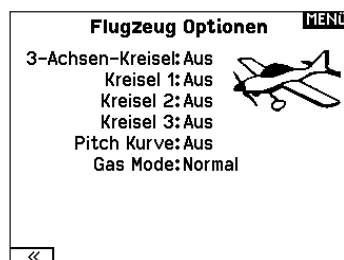 Flugzeug Optionen
MENÜ
3-Achsen-Kreisel: Aus
Kreisel 1: Aus
Kreisel 2: Aus
Kreisel 3: Aus
Pitch Kurve: Aus
Gas Mode: Normal
«